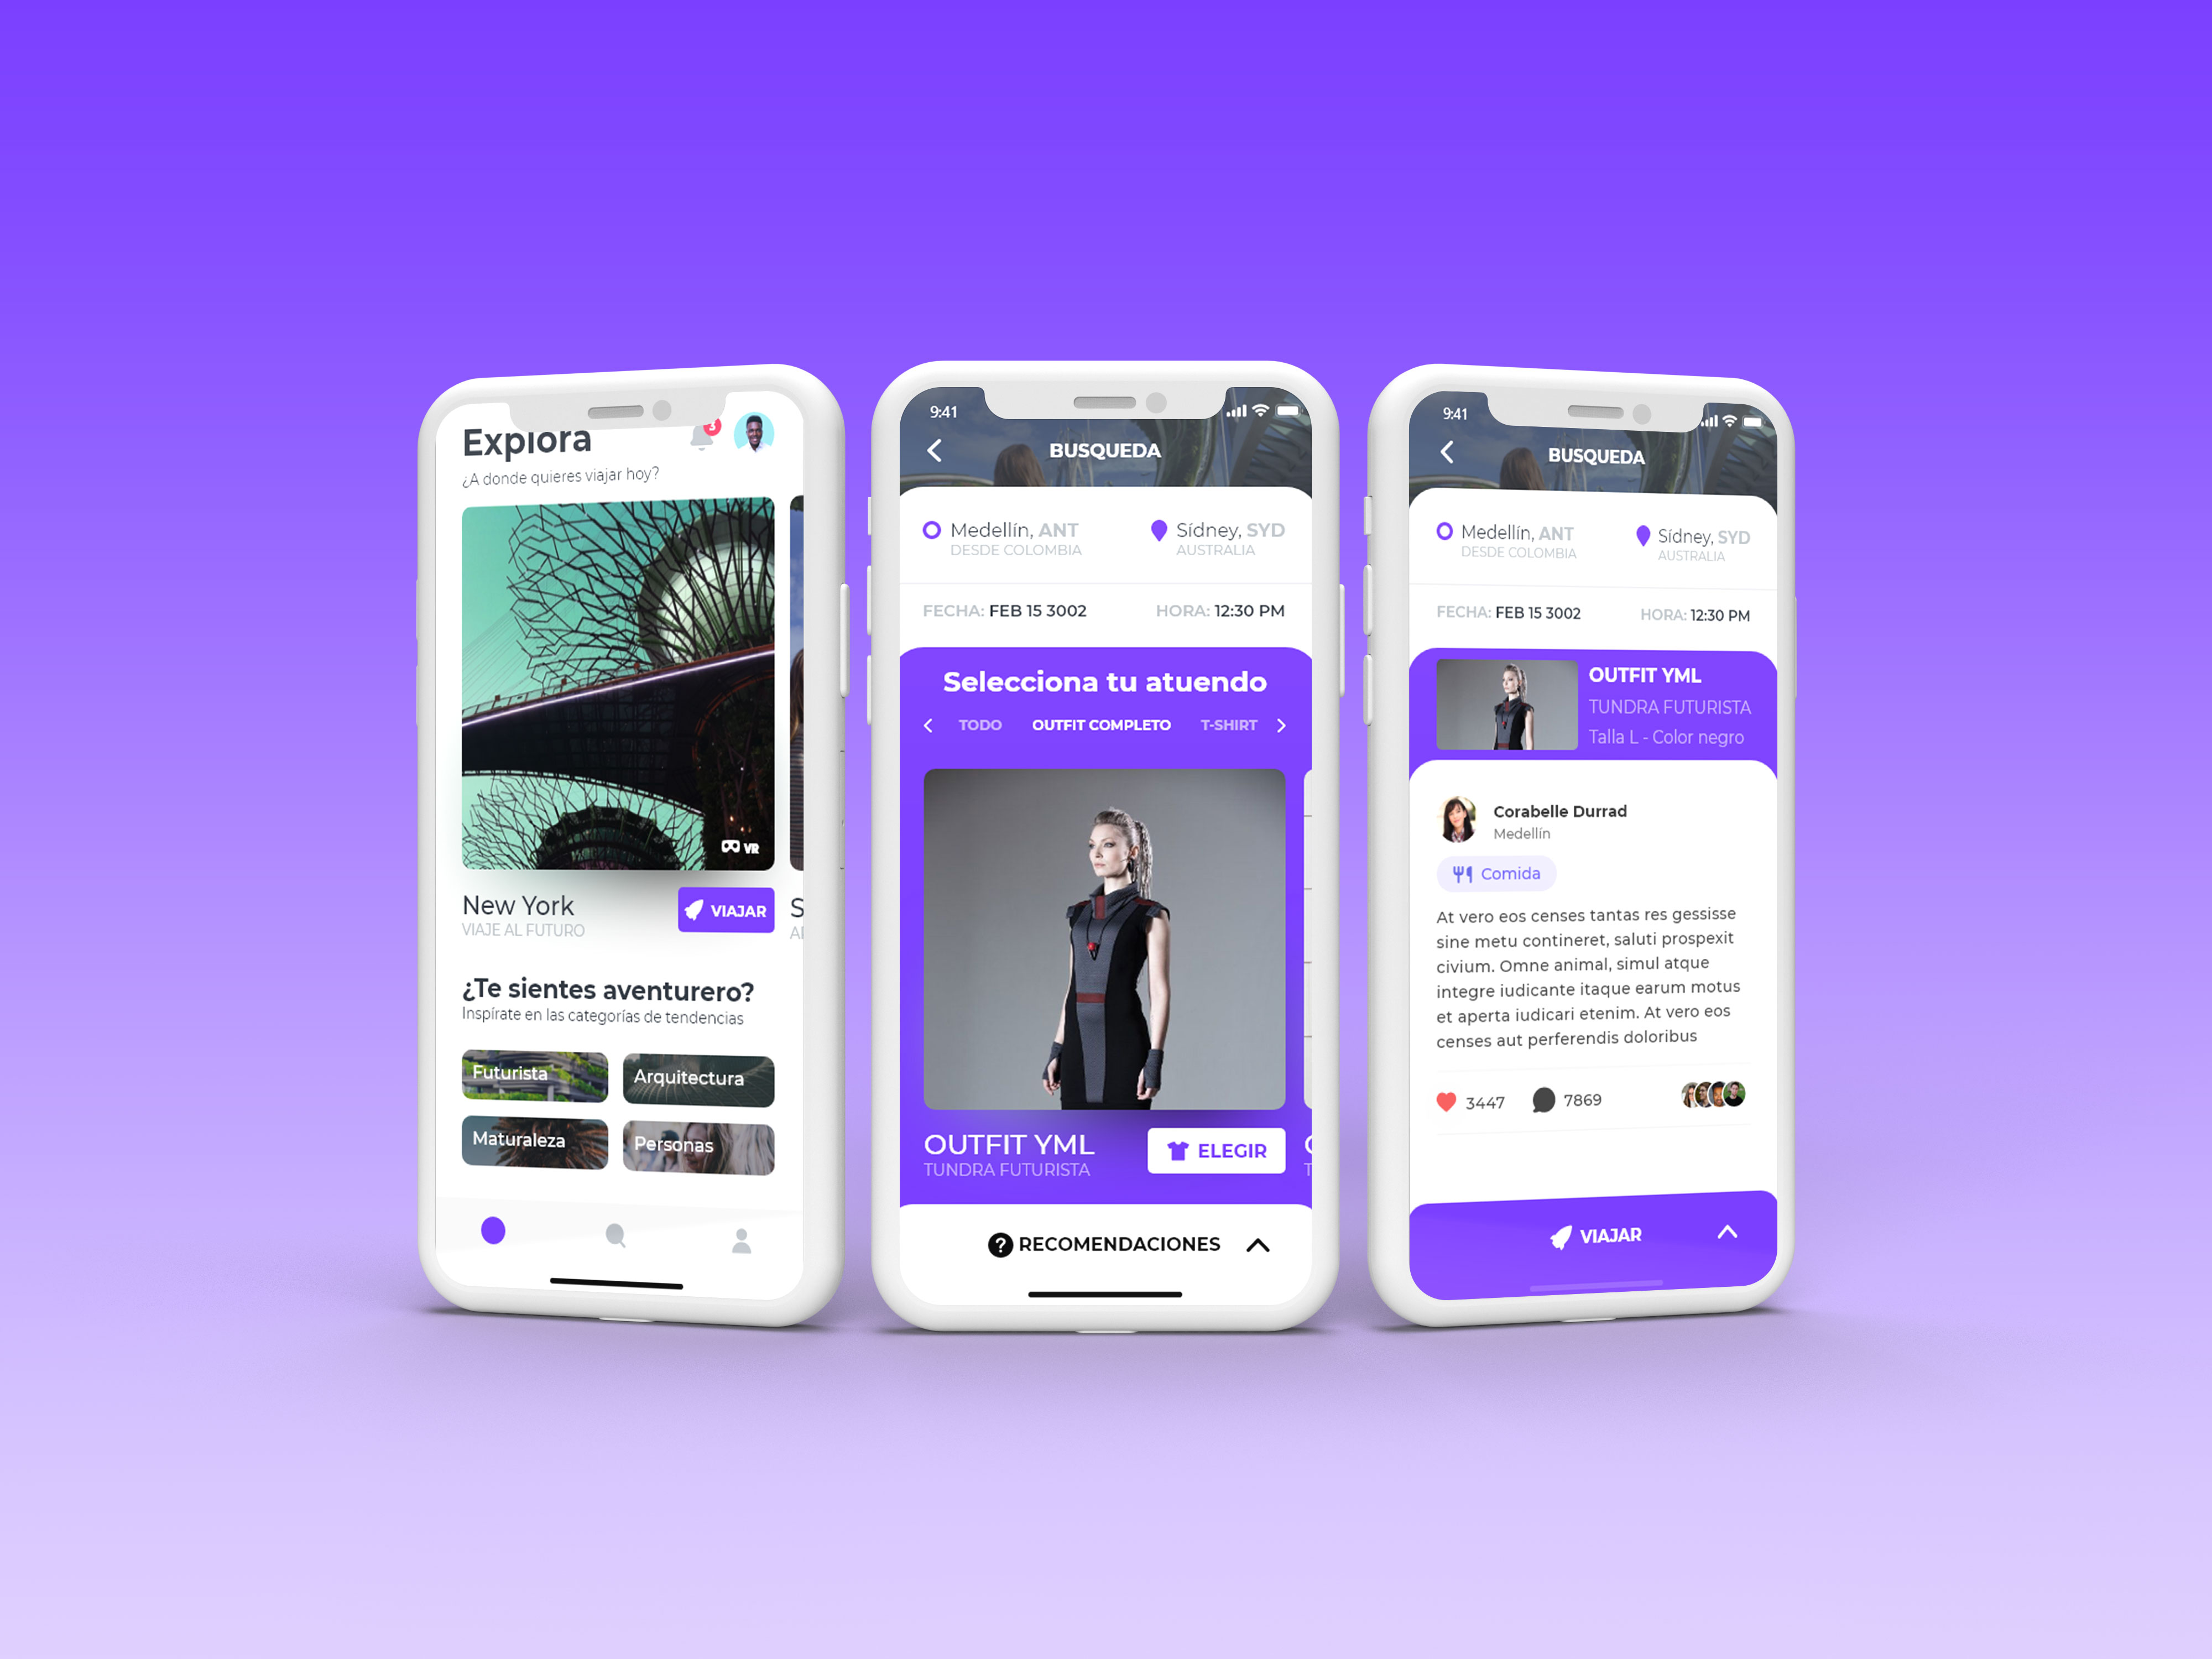 Explora
3
¿A donde quieres viajar hoy?
VR
New York
VIAJE AL FUTURO
VIAJAR
S
¿Te sientes aventurero?
Inspírate en las categorías de tendencias
Futurista
Arquitectura
Maturaleza
Personas
9:41
BUSQUEDA
Medellín, ANT
DESDE COLOMBIA
Sídney, SYD
AUSTRALIA
FECHA: FEB 15 3002
HORA: 12:30 PM
Selecciona tu atuendo
TODO
OUTFIT COMPLETO
T-SHIRT
OUTFIT YML
TUNDRA FUTURISTA
ELEGIR
? RECOMENDACIONES
9:41
BUSQUEDA
Medellín, ANT
DESDE COLOMBIA
Sídney, SYD
AUSTRALIA
FECHA: FEB 15 3002
HORA: 12:30 PM
OUTFIT YML
TUNDRA FUTURISTA
Talla L - Color negro
Corabelle Durrad
Medellín
Comida
At vero eos censes tantas res gessisse
sine metu contineret, saluti prospexit
civium. Omne animal, simul atque
integre iudicante itaque earum motus
et aperta iudicari etenim. At vero eos
censes aut perferendis doloribus
3447
7869
VIAJAR